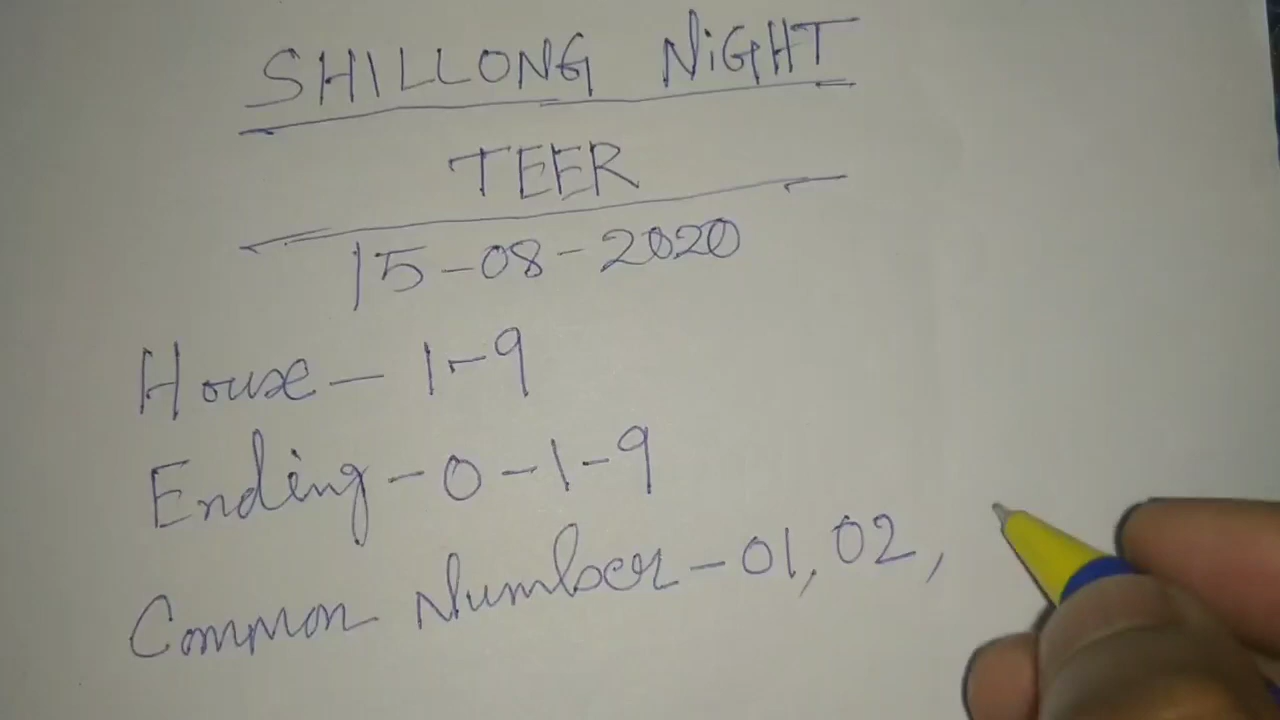 SHILLONG NiGHT
TEER
15-08-2020
House - 1-9
Ending - 0-1-9
Common Number - 01, 02,